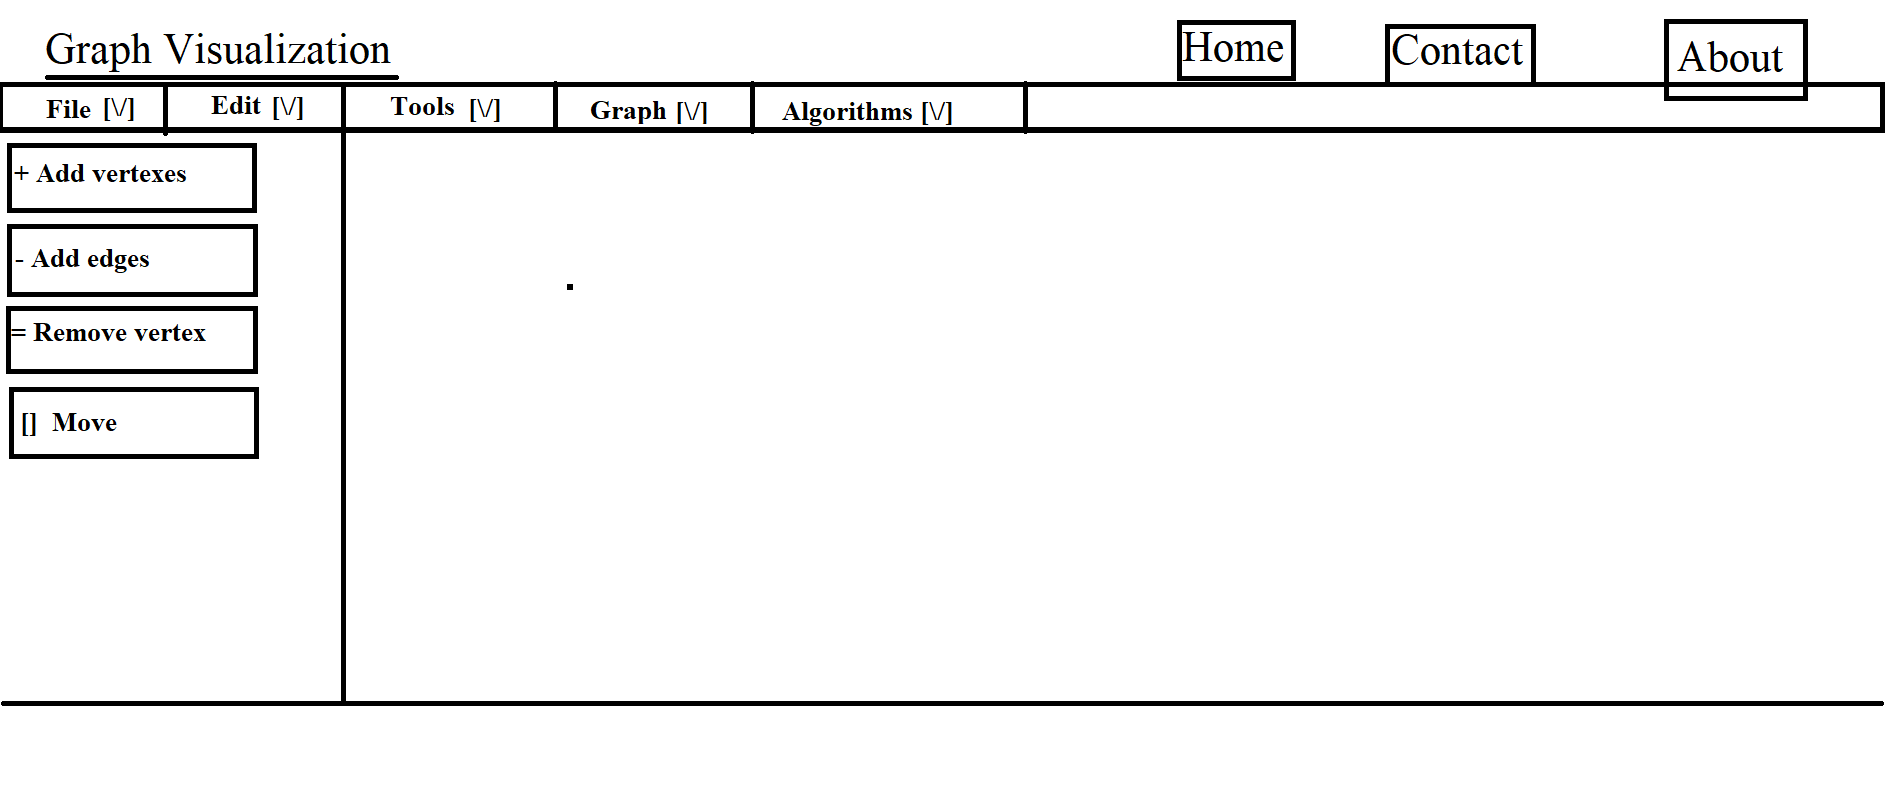 Graph Visualization Home Contact About
File [\/] Edit [\/] Tools [\/] Graph [\/] Algorithms [\/]
+ Add vertexes
- Add edges
= Remove vertex
[] Move